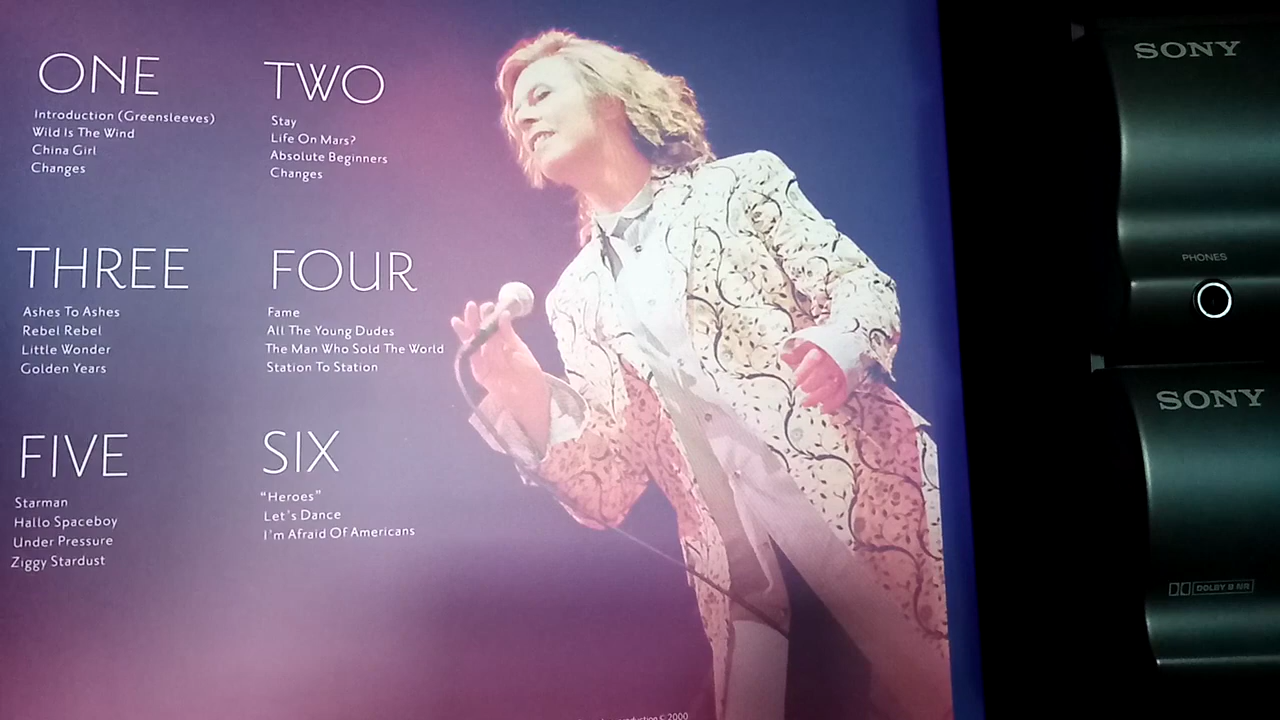 ONE
Introduction (Greensleeves)
Wild Is The Wind
China Girl
Changes
TWO
Stay
Life On Mars?
Absolute Beginners
Changes
THREE
Ashes To Ashes
Rebel Rebel
Little Wonder
Golden Years
FOUR
Fame
All The Young Dudes
The Man Who Sold The World
Station To Station
FIVE
Starman
Hallo Spaceboy
Under Pressure
Ziggy Stardust
SIX
"Heroes"
Let's Dance
I'm Afraid Of Americans
© 2000
SONY
PHONES
SONY
DOLBY B NR